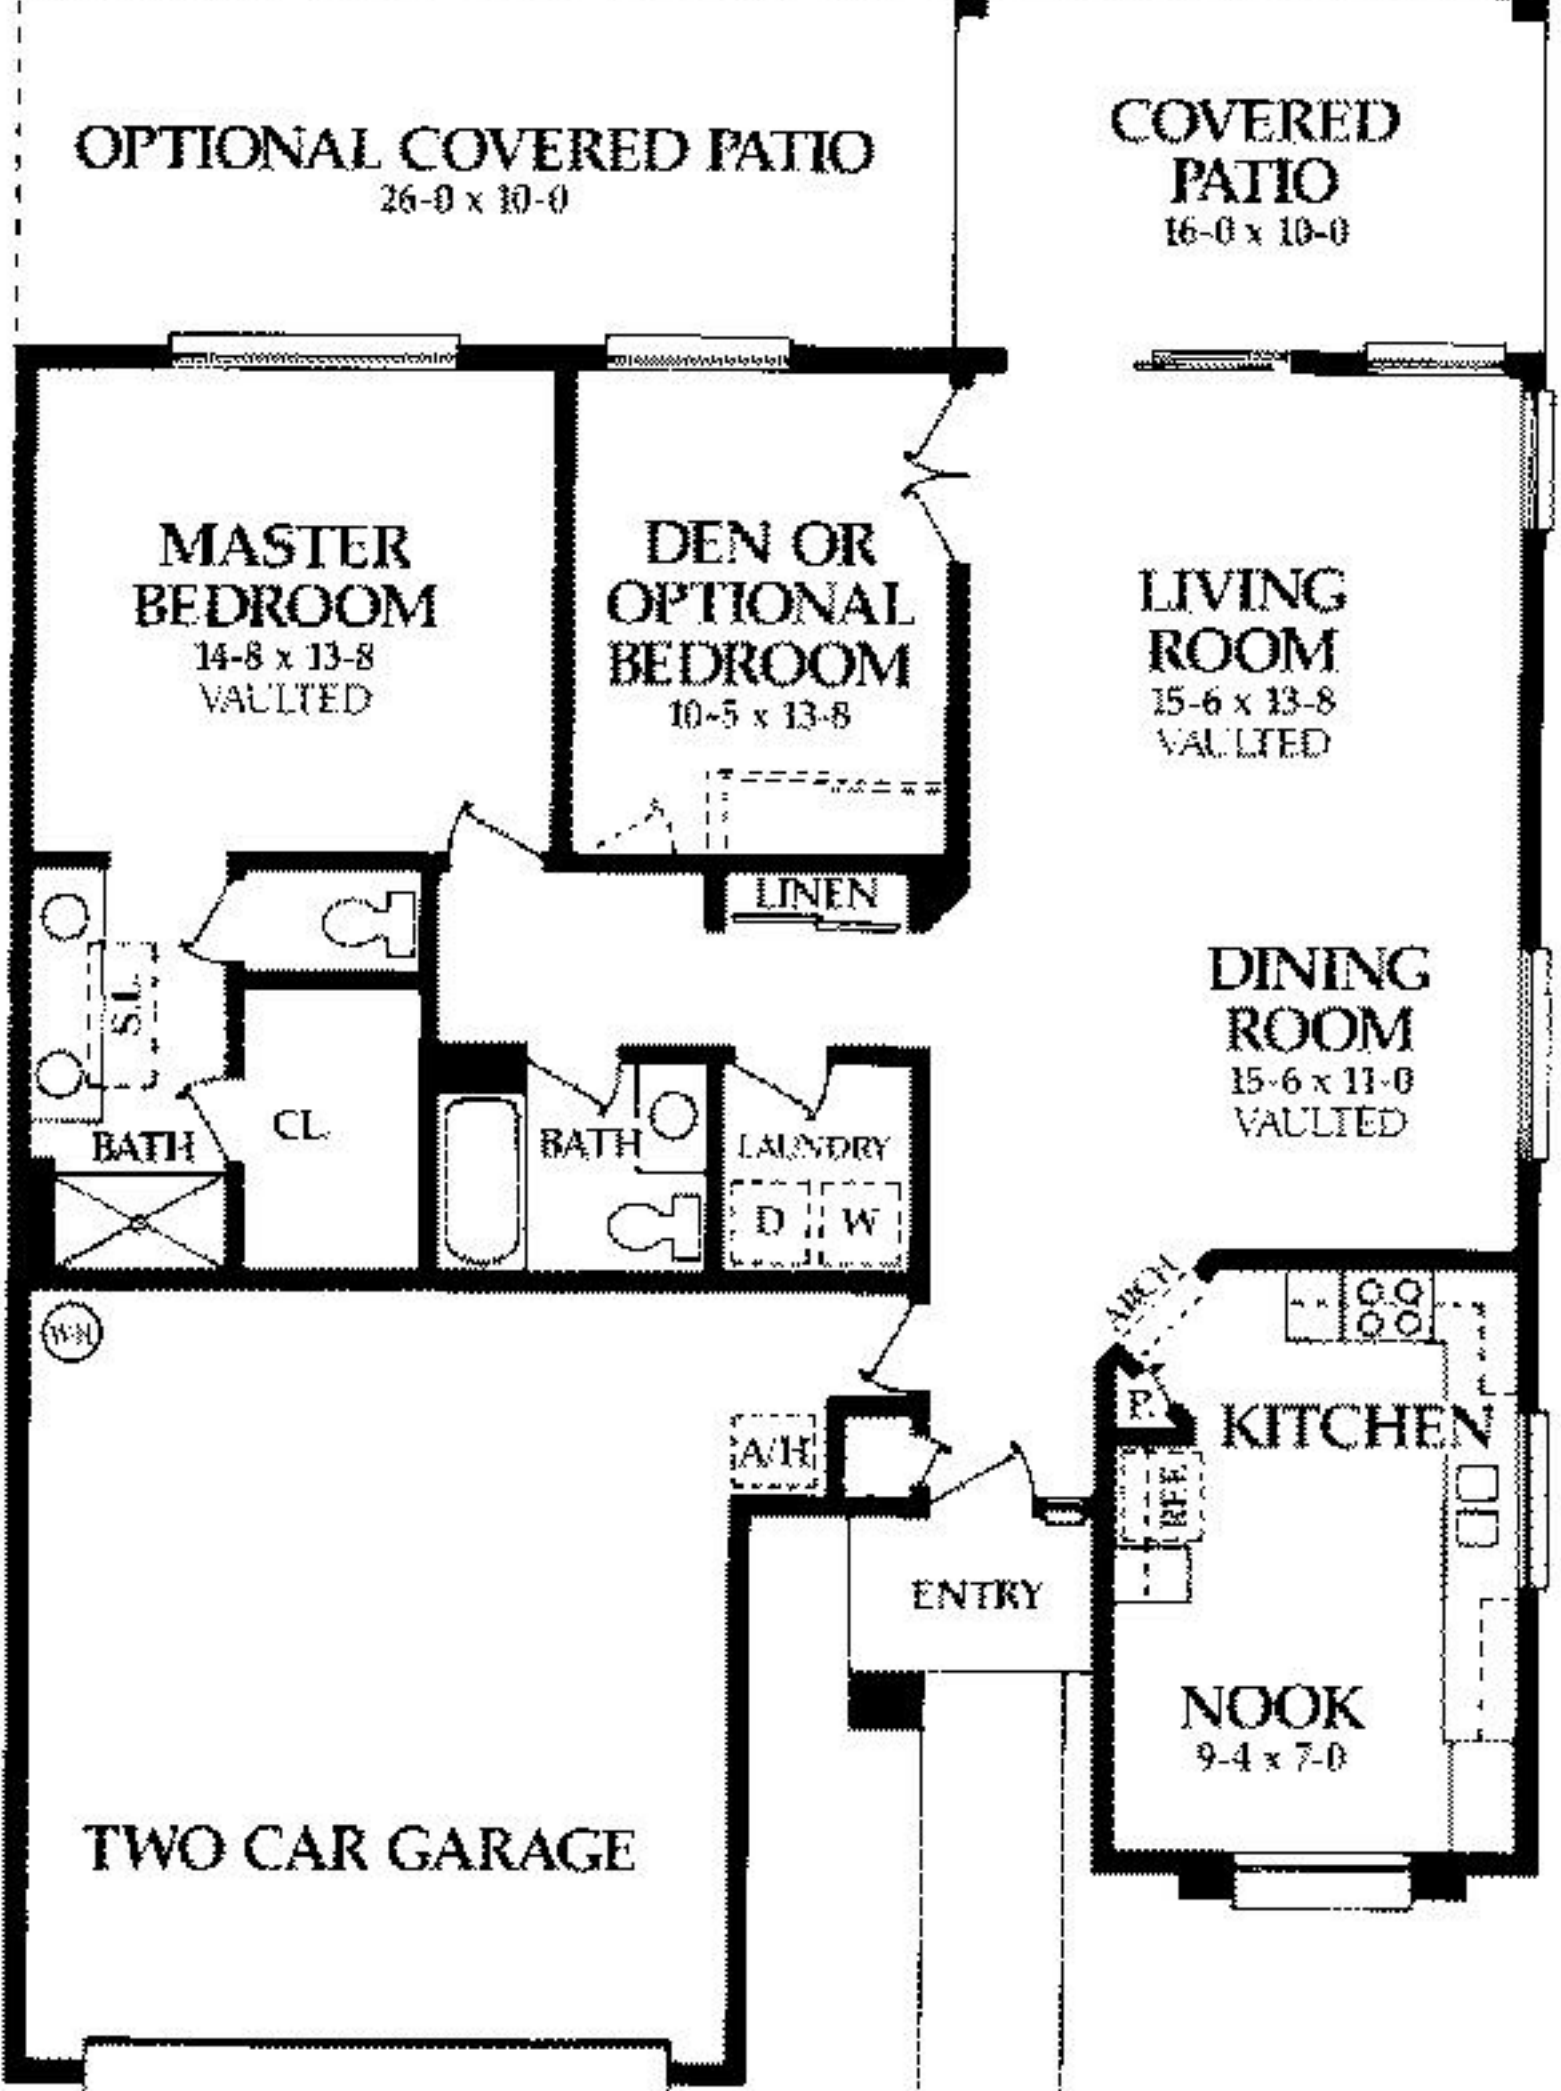 OPTIONAL COVERED PATIO
26-0 x 10-0
COVERED
PATIO
16-0 x 10-0
MASTER
BEDROOM
14-8 x 13-8
VAULTED
DEN OR
OPTIONAL
BEDROOM
10-5 x 13-8
LIVING
ROOM
15-6 x 13-8
VAULTED
LINEN
S.L.
DINING
ROOM
15-6 x 11-0
VAULTED
CL.
BATH
BATH
LAUNDRY
D
W
ARCH
WH
P.
KITCHEN
A/H
REF.
ENTRY
NOOK
9-4 x 7-0
TWO CAR GARAGE